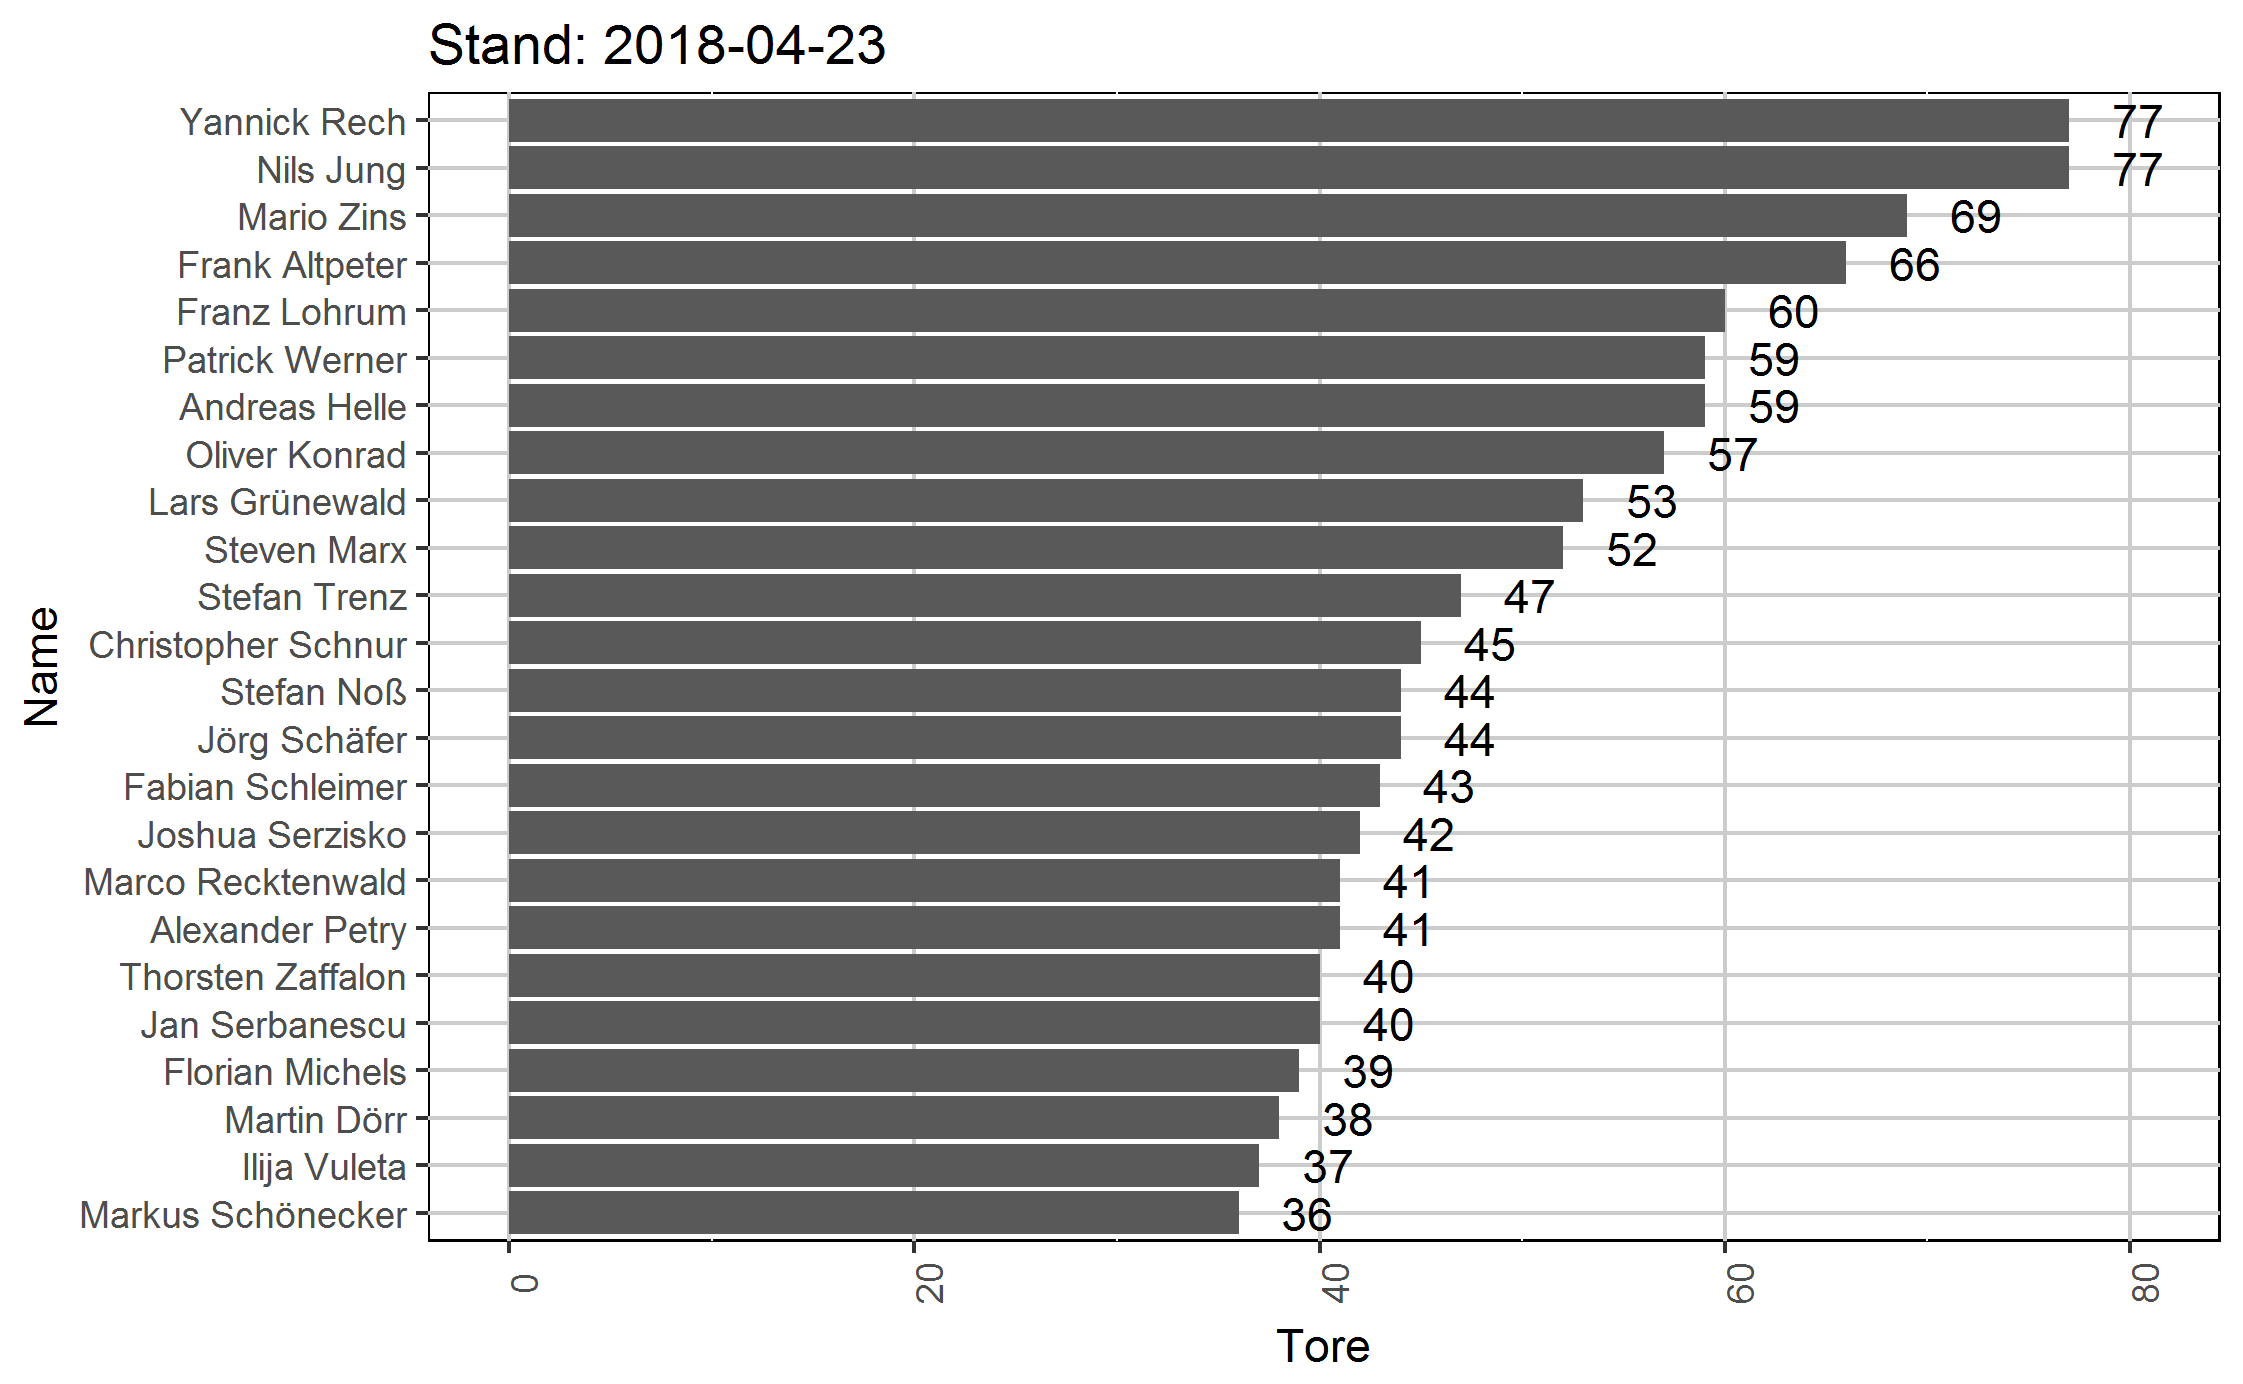 Stand: 2018-04-23
Yannick Rech 77
Nils Jung 77
Mario Zins 69
Frank Altpeter 66
Franz Lohrum 60
Patrick Werner 59
Andreas Helle 59
Oliver Konrad 57
Lars Grünewald 53
Steven Marx 52
Stefan Trenz 47
Christopher Schnur 45
Stefan Noß 44
Jörg Schäfer 44
Fabian Schleimer 43
Joshua Serzisko 42
Marco Recktenwald 41
Alexander Petry 41
Thorsten Zaffalon 40
Jan Serbanescu 40
Florian Michels 39
Martin Dörr 38
Ilija Vuleta 37
Markus Schönecker 36
Name
0 20 40 60 80
Tore